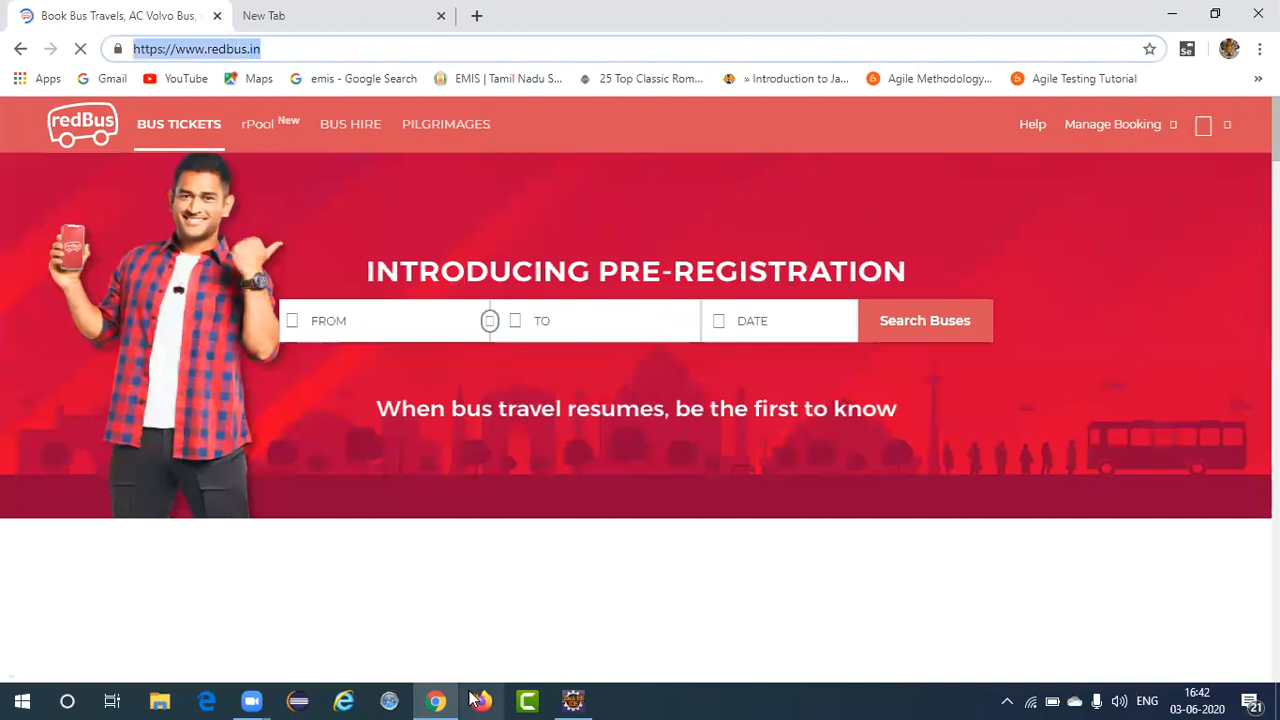 Book Bus Travels, AC Volvo Bus,
New Tab
https://www.redbus.in
Se
Apps
Gmail
YouTube
Maps
emis - Google Search
EMIS | Tamil Nadu S...
25 Top Classic Rom...
» Introduction to Ja...
Agile Methodology...
Agile Testing Tutorial
»
redBus
BUS TICKETS
rPool New
BUS HIRE
PILGRIMAGES
Help
Manage Booking
INTRODUCING PRE-REGISTRATION
FROM
TO
DATE
Search Buses
When bus travel resumes, be the first to know
ENG
16:42
03-06-2020
21